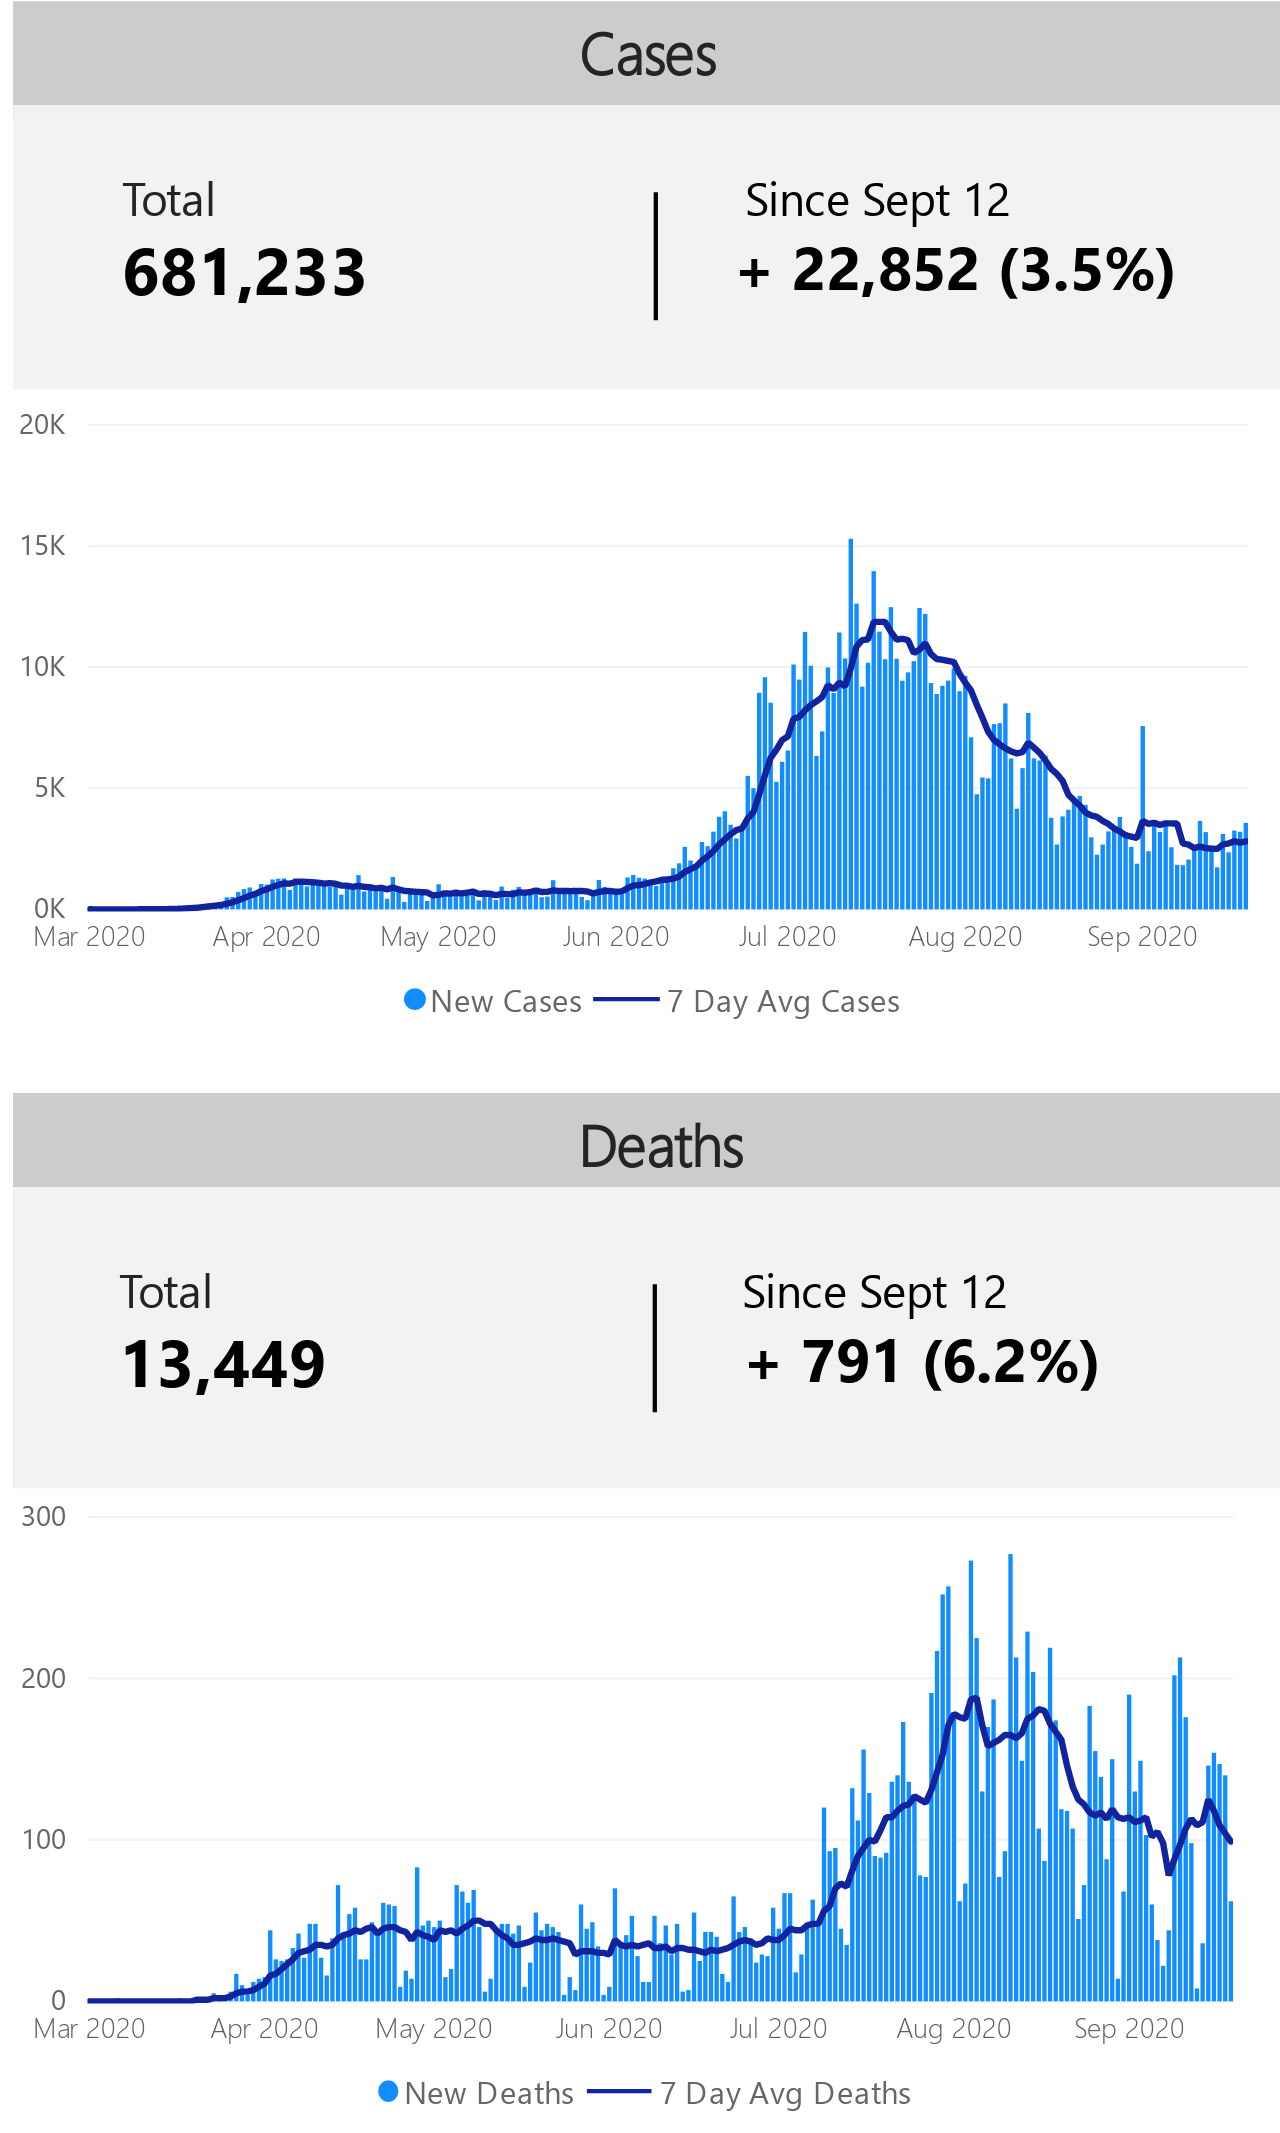 Cases
Total
Since Sept 12
681,233
+ 22,852 (3.5%)
20K
15K
10K
5K
0K
Mar 2020 Apr 2020 May 2020 Jun 2020 Jul 2020 Aug 2020 Sep 2020
New Cases 7 Day Avg Cases
Deaths
Total
Since Sept 12
13,449
+ 791 (6.2%)
300
200
100
0
Mar 2020 Apr 2020 May 2020 Jun 2020 Jul 2020 Aug 2020 Sep 2020
New Deaths 7 Day Avg Deaths